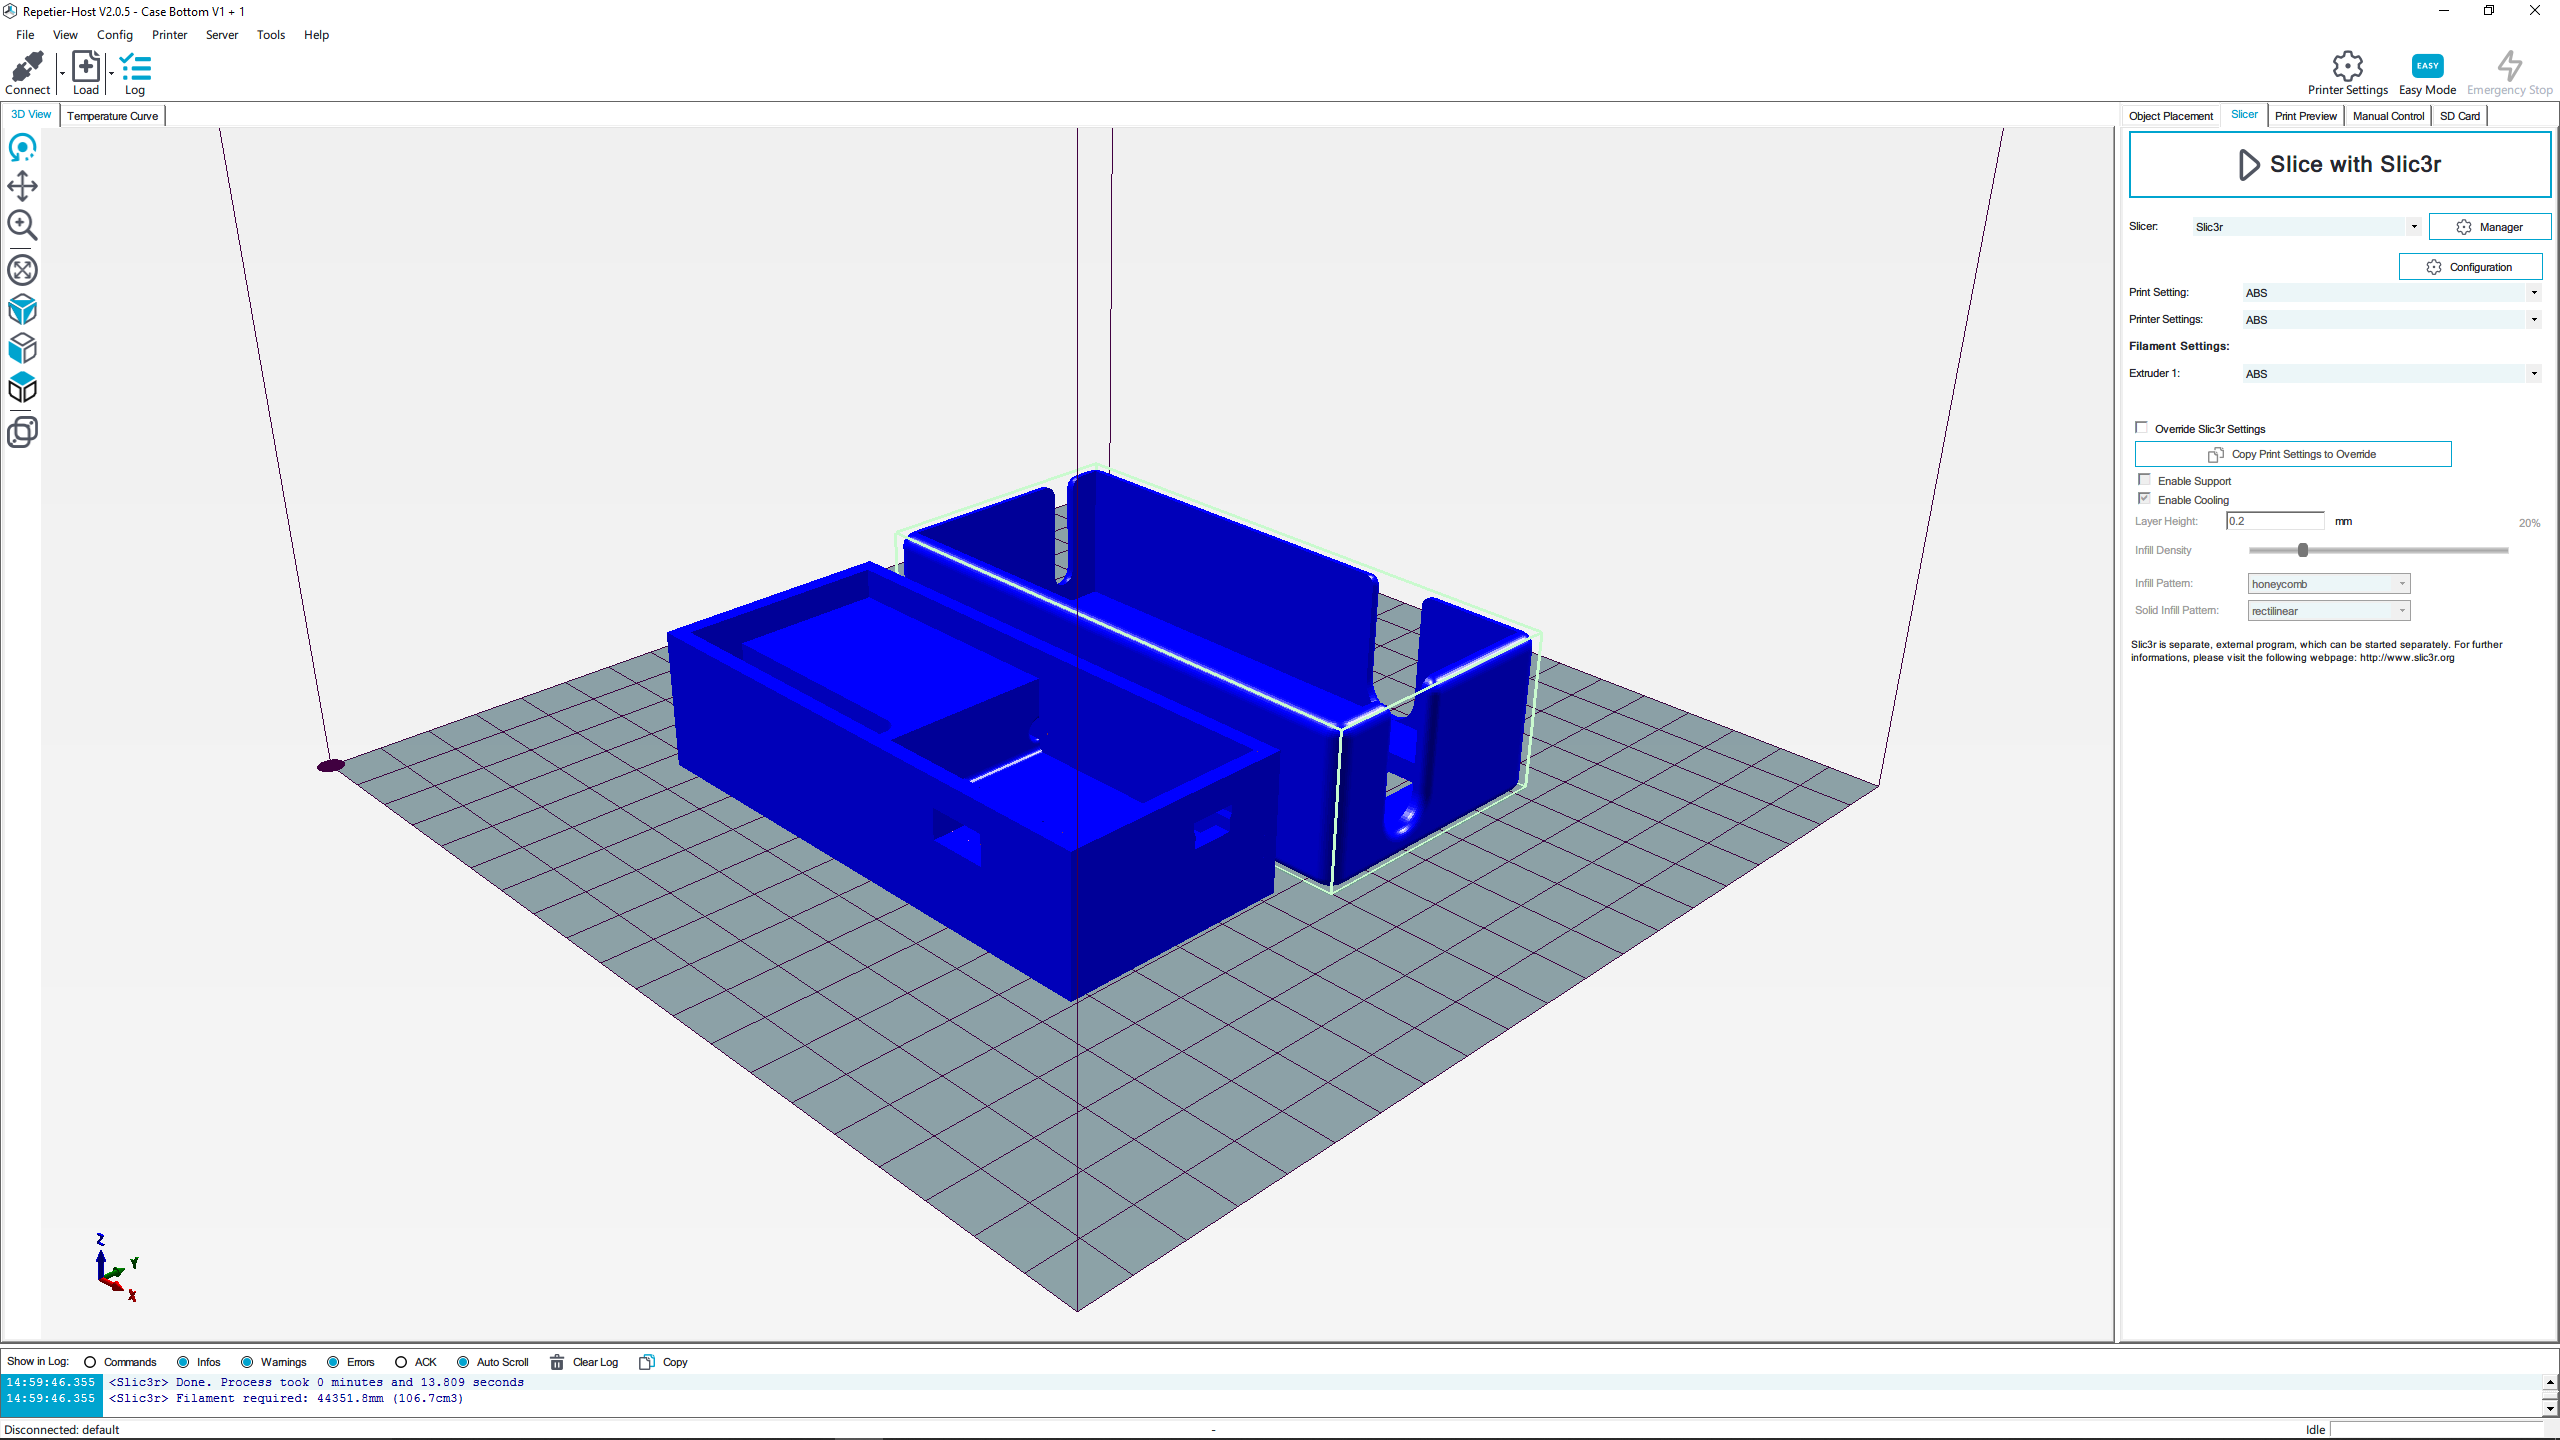 Repetier-Host V2.0.5 - Case Bottom V1 + 1
File View Config Printer Server Tools Help
Connect Load Log Printer Settings EASY Easy Mode Emergency Stop
3D View Temperature Curve
Object Placement Slicer Print Preview Manual Control SD Card
Slice with Slic3r
Slicer: Slic3r Manager
Configuration
Print Setting: ABS
Printer Settings: ABS
Filament Settings:
Extruder 1: ABS
Override Slic3r Settings
Copy Print Settings to Override
Enable Support
Enable Cooling
Layer Height: 0.2 mm 20%
Infill Density
Infill Pattern: honeycomb
Solid Infill Pattern: rectilinear
Slic3r is separate, external program, which can be started separately. For further
informations, please visit the following webpage: http://www.slic3r.org
Z
Y
X
Show in Log: Commands Infos Warnings Errors ACK Auto Scroll Clear Log Copy
14:59:46.355 <Slic3r> Done. Process took 0 minutes and 13.809 seconds
14:59:46.355 <Slic3r> Filament required: 44351.8mm (106.7cm3)
Disconnected: default - Idle